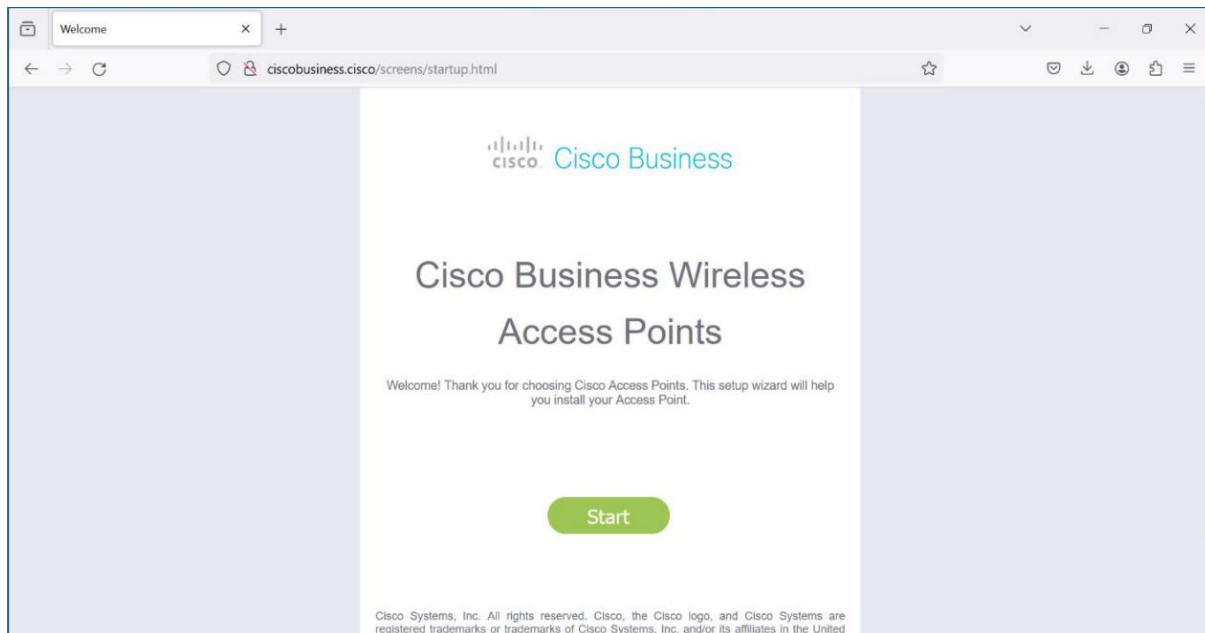 Welcome
ciscobusiness.cisco/screens/startup.html
cisco. Cisco Business
Cisco Business Wireless
Access Points
Welcome! Thank you for choosing Cisco Access Points. This setup wizard will help
you install your Access Point.
Start
Cisco Systems, Inc. All rights reserved. Cisco, the Cisco logo, and Cisco Systems are
registered trademarks or trademarks of Cisco Systems, Inc. and/or its affiliates in the United